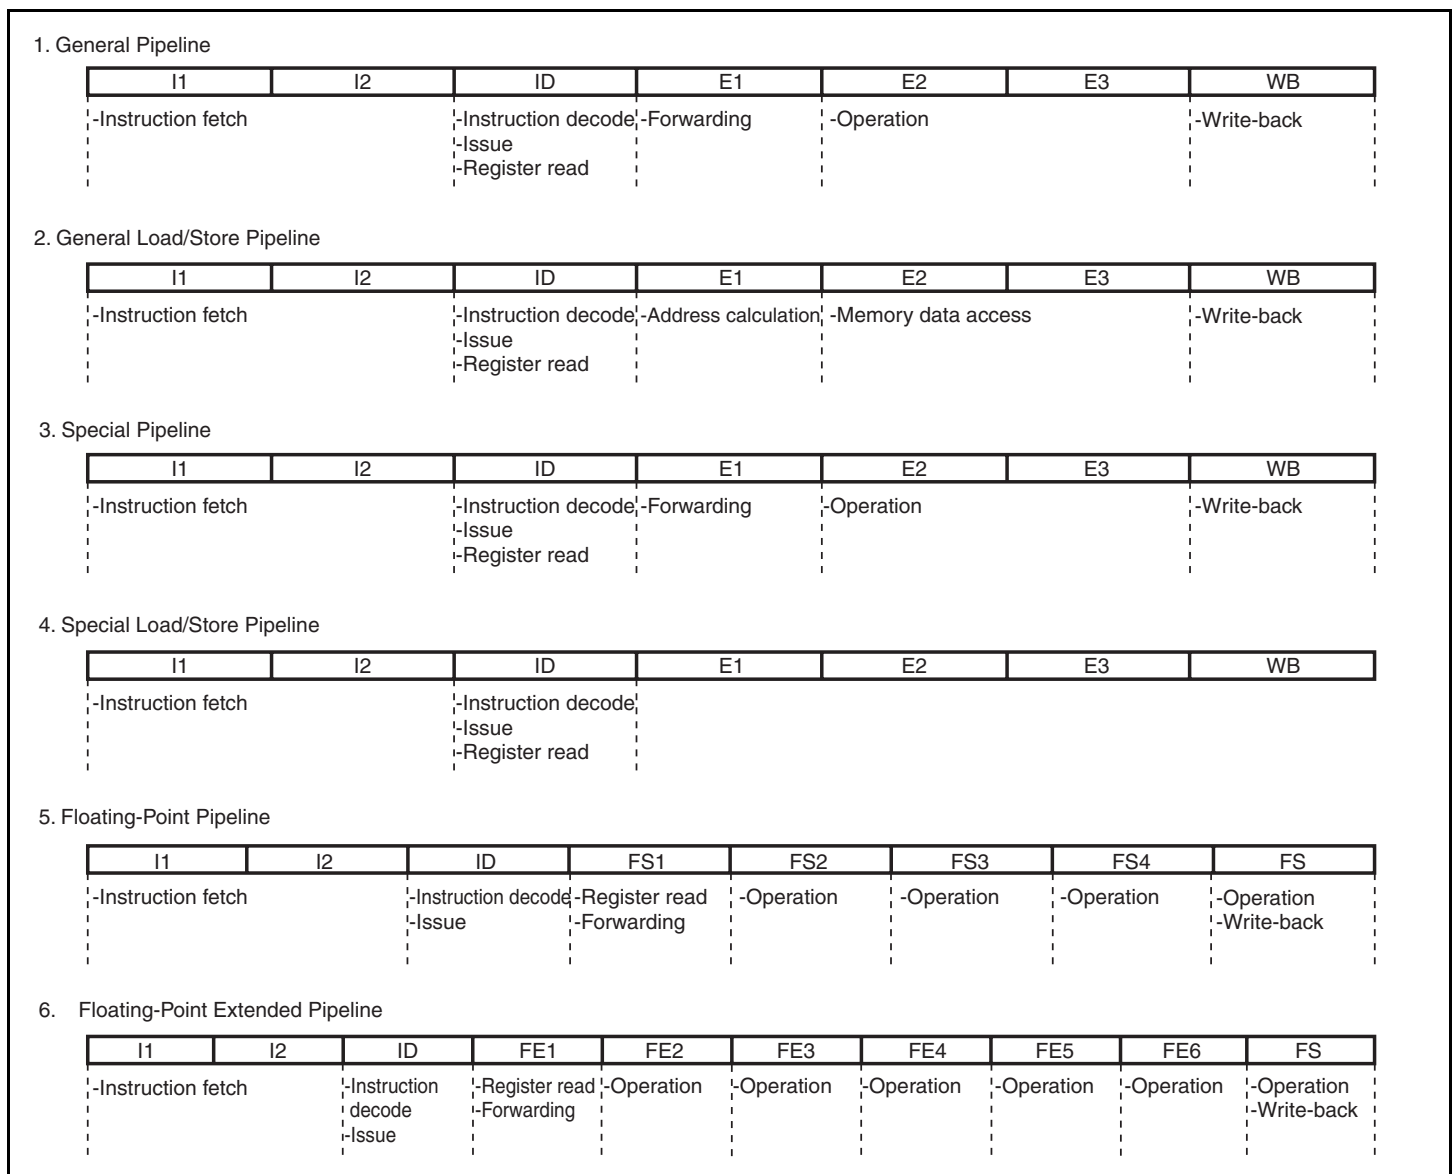 1. General Pipeline
I1 I2 ID E1 E2 E3 WB
-Instruction fetch -Instruction decode -Forwarding -Operation -Write-back
-Issue
-Register read
2. General Load/Store Pipeline
I1 I2 ID E1 E2 E3 WB
-Instruction fetch -Instruction decode -Address calculation -Memory data access -Write-back
-Issue
-Register read
3. Special Pipeline
I1 I2 ID E1 E2 E3 WB
-Instruction fetch -Instruction decode -Forwarding -Operation -Write-back
-Issue
-Register read
4. Special Load/Store Pipeline
I1 I2 ID E1 E2 E3 WB
-Instruction fetch -Instruction decode
-Issue
-Register read
5. Floating-Point Pipeline
I1 I2 ID FS1 FS2 FS3 FS4 FS
-Instruction fetch -Instruction decode -Register read -Operation -Operation -Operation -Operation
-Issue -Forwarding -Write-back
6. Floating-Point Extended Pipeline
I1 I2 ID FE1 FE2 FE3 FE4 FE5 FE6 FS
-Instruction fetch -Instruction -Register read -Operation -Operation -Operation -Operation -Operation -Operation
decode -Forwarding -Write-back
-Issue